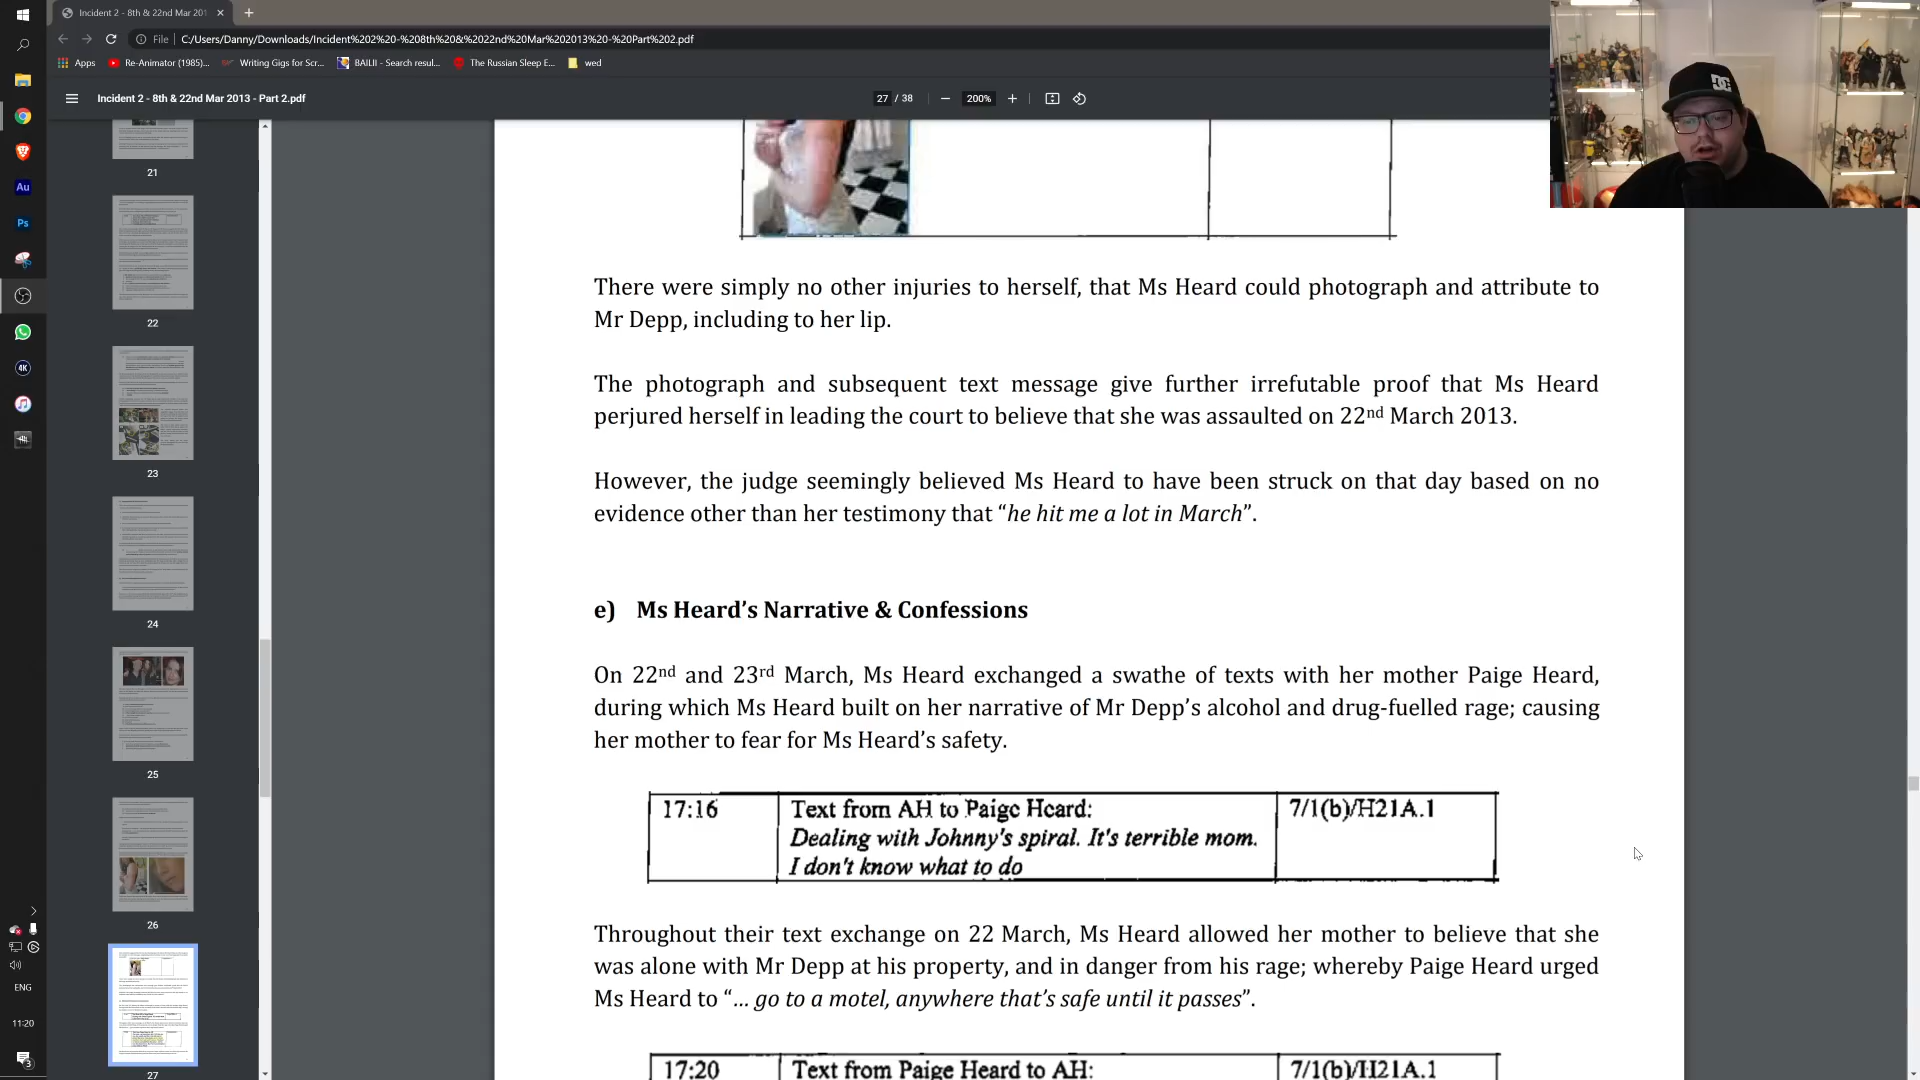 Incident 2 - 8th & 22nd Mar 201
File C:/Users/Danny/Downloads/Incident%202%20-%208th%20&%2022nd%20Mar%202013%20-%20Part%202.pdf
Apps Re-Animator (1985)... Writing Gigs for Scr... BAILII - Search resul... The Russian Sleep E... wed
Incident 2 - 8th & 22nd Mar 2013 - Part 2.pdf 27 / 38 200%
21
22
23
24
25
26
27
There were simply no other injuries to herself, that Ms Heard could photograph and attribute to
Mr Depp, including to her lip.
The photograph and subsequent text message give further irrefutable proof that Ms Heard
perjured herself in leading the court to believe that she was assaulted on 22nd March 2013.
However, the judge seemingly believed Ms Heard to have been struck on that day based on no
evidence other than her testimony that “he hit me a lot in March”.
e) Ms Heard’s Narrative & Confessions
On 22nd and 23rd March, Ms Heard exchanged a swathe of texts with her mother Paige Heard,
during which Ms Heard built on her narrative of Mr Depp’s alcohol and drug-fuelled rage; causing
her mother to fear for Ms Heard’s safety.
17:16 Text from AH to Paige Heard: 7/1(b)/H21A.1
Dealing with Johnny's spiral. It's terrible mom.
I don't know what to do
Throughout their text exchange on 22 March, Ms Heard allowed her mother to believe that she
was alone with Mr Depp at his property, and in danger from his rage; whereby Paige Heard urged
Ms Heard to “... go to a motel, anywhere that’s safe until it passes”.
17:20 Text from Paige Heard to AH: 7/1(b)/H21A.1
Au
Ps
4K
ENG
11:20
3
DC